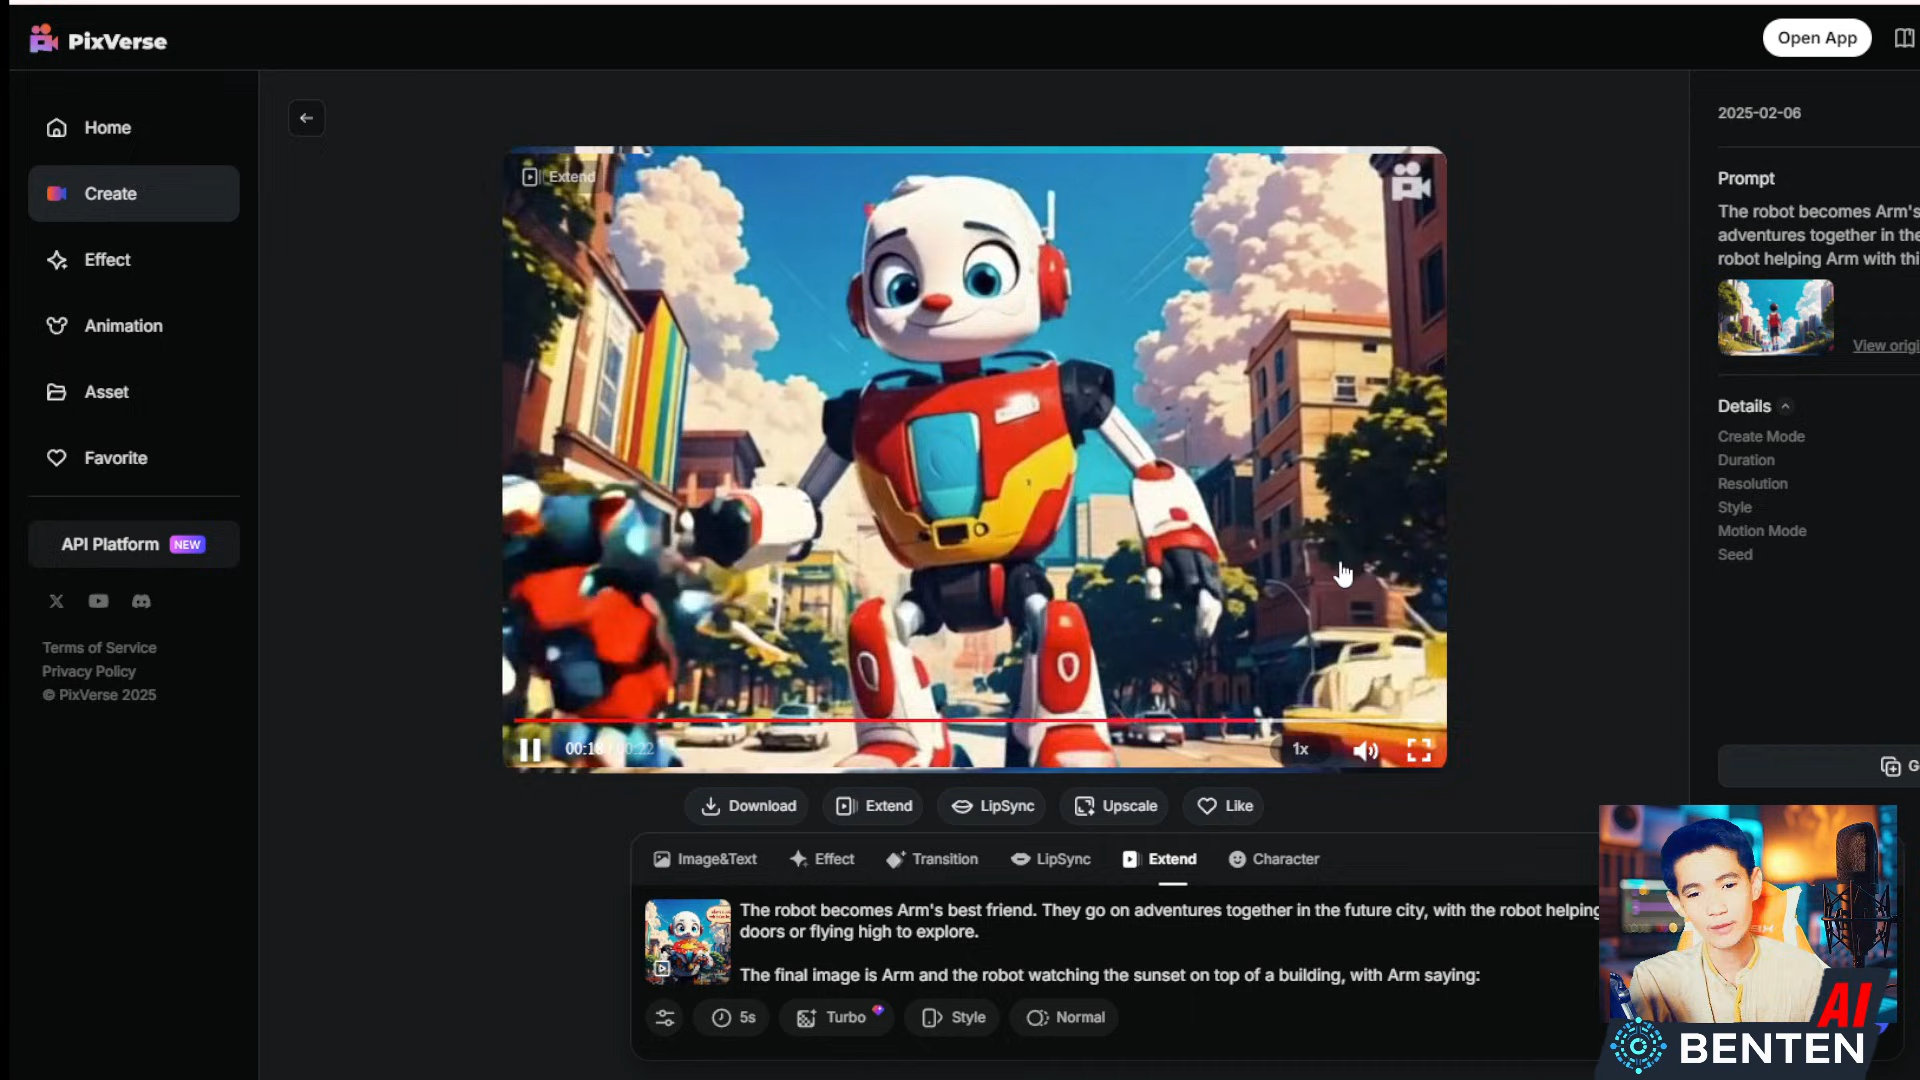 PixVerse
Open App
Home
Create
Effect
Animation
Asset
Favorite
API Platform NEW
Terms of Service
Privacy Policy
© PixVerse 2025
Extend
00:18 / 00:22
1x
Download
Extend
LipSync
Upscale
Like
Image&Text
Effect
Transition
LipSync
Extend
Character
The robot becomes Arm's best friend. They go on adventures together in the future city, with the robot helping
doors or flying high to explore.
The final image is Arm and the robot watching the sunset on top of a building, with Arm saying:
5s
Turbo
Style
Normal
2025-02-06
Prompt
The robot becomes Arm's
adventures together in the
robot helping Arm with thi
View origi
Details
Create Mode
Duration
Resolution
Style
Motion Mode
Seed
AI
BENTEN